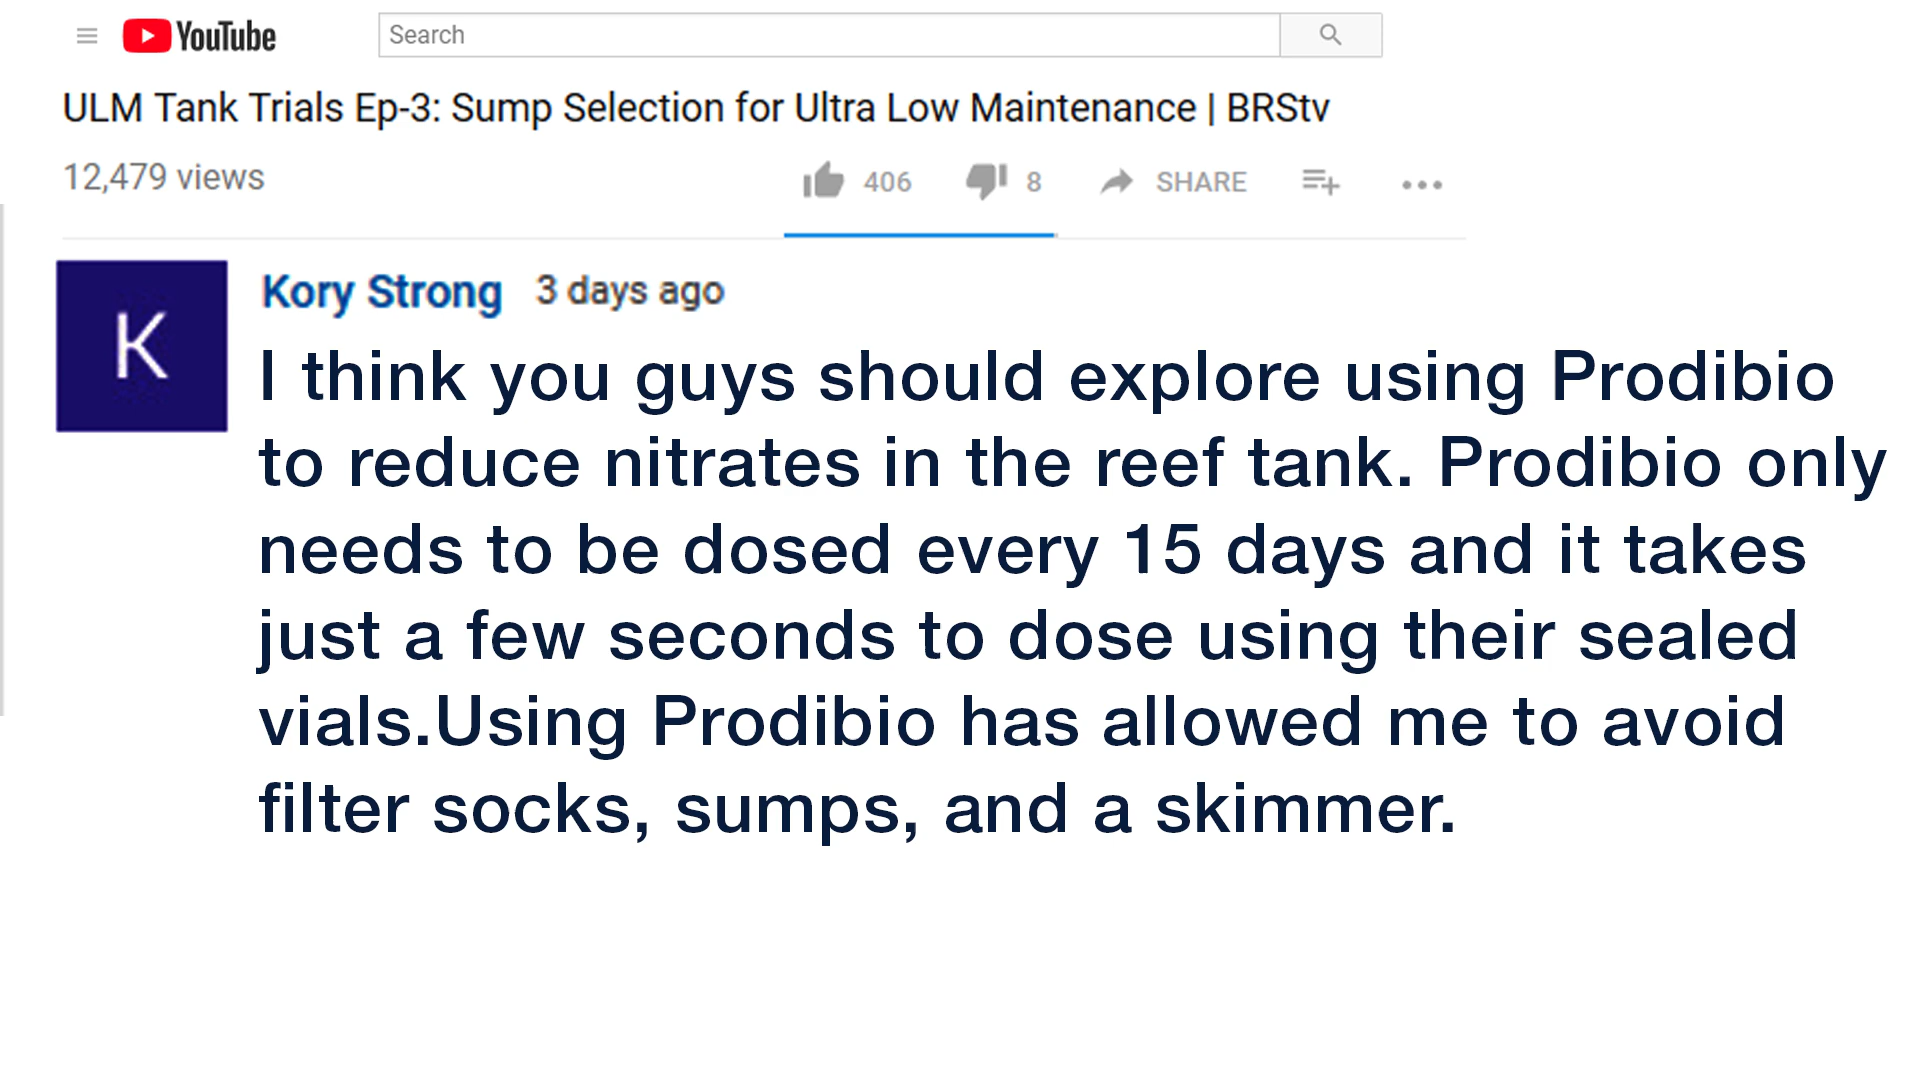 YouTube
Search
ULM Tank Trials Ep-3: Sump Selection for Ultra Low Maintenance | BRStv
12,479 views
406
8
SHARE
K
Kory Strong 3 days ago
I think you guys should explore using Prodibio
to reduce nitrates in the reef tank. Prodibio only
needs to be dosed every 15 days and it takes
just a few seconds to dose using their sealed
vials.Using Prodibio has allowed me to avoid
filter socks, sumps, and a skimmer.